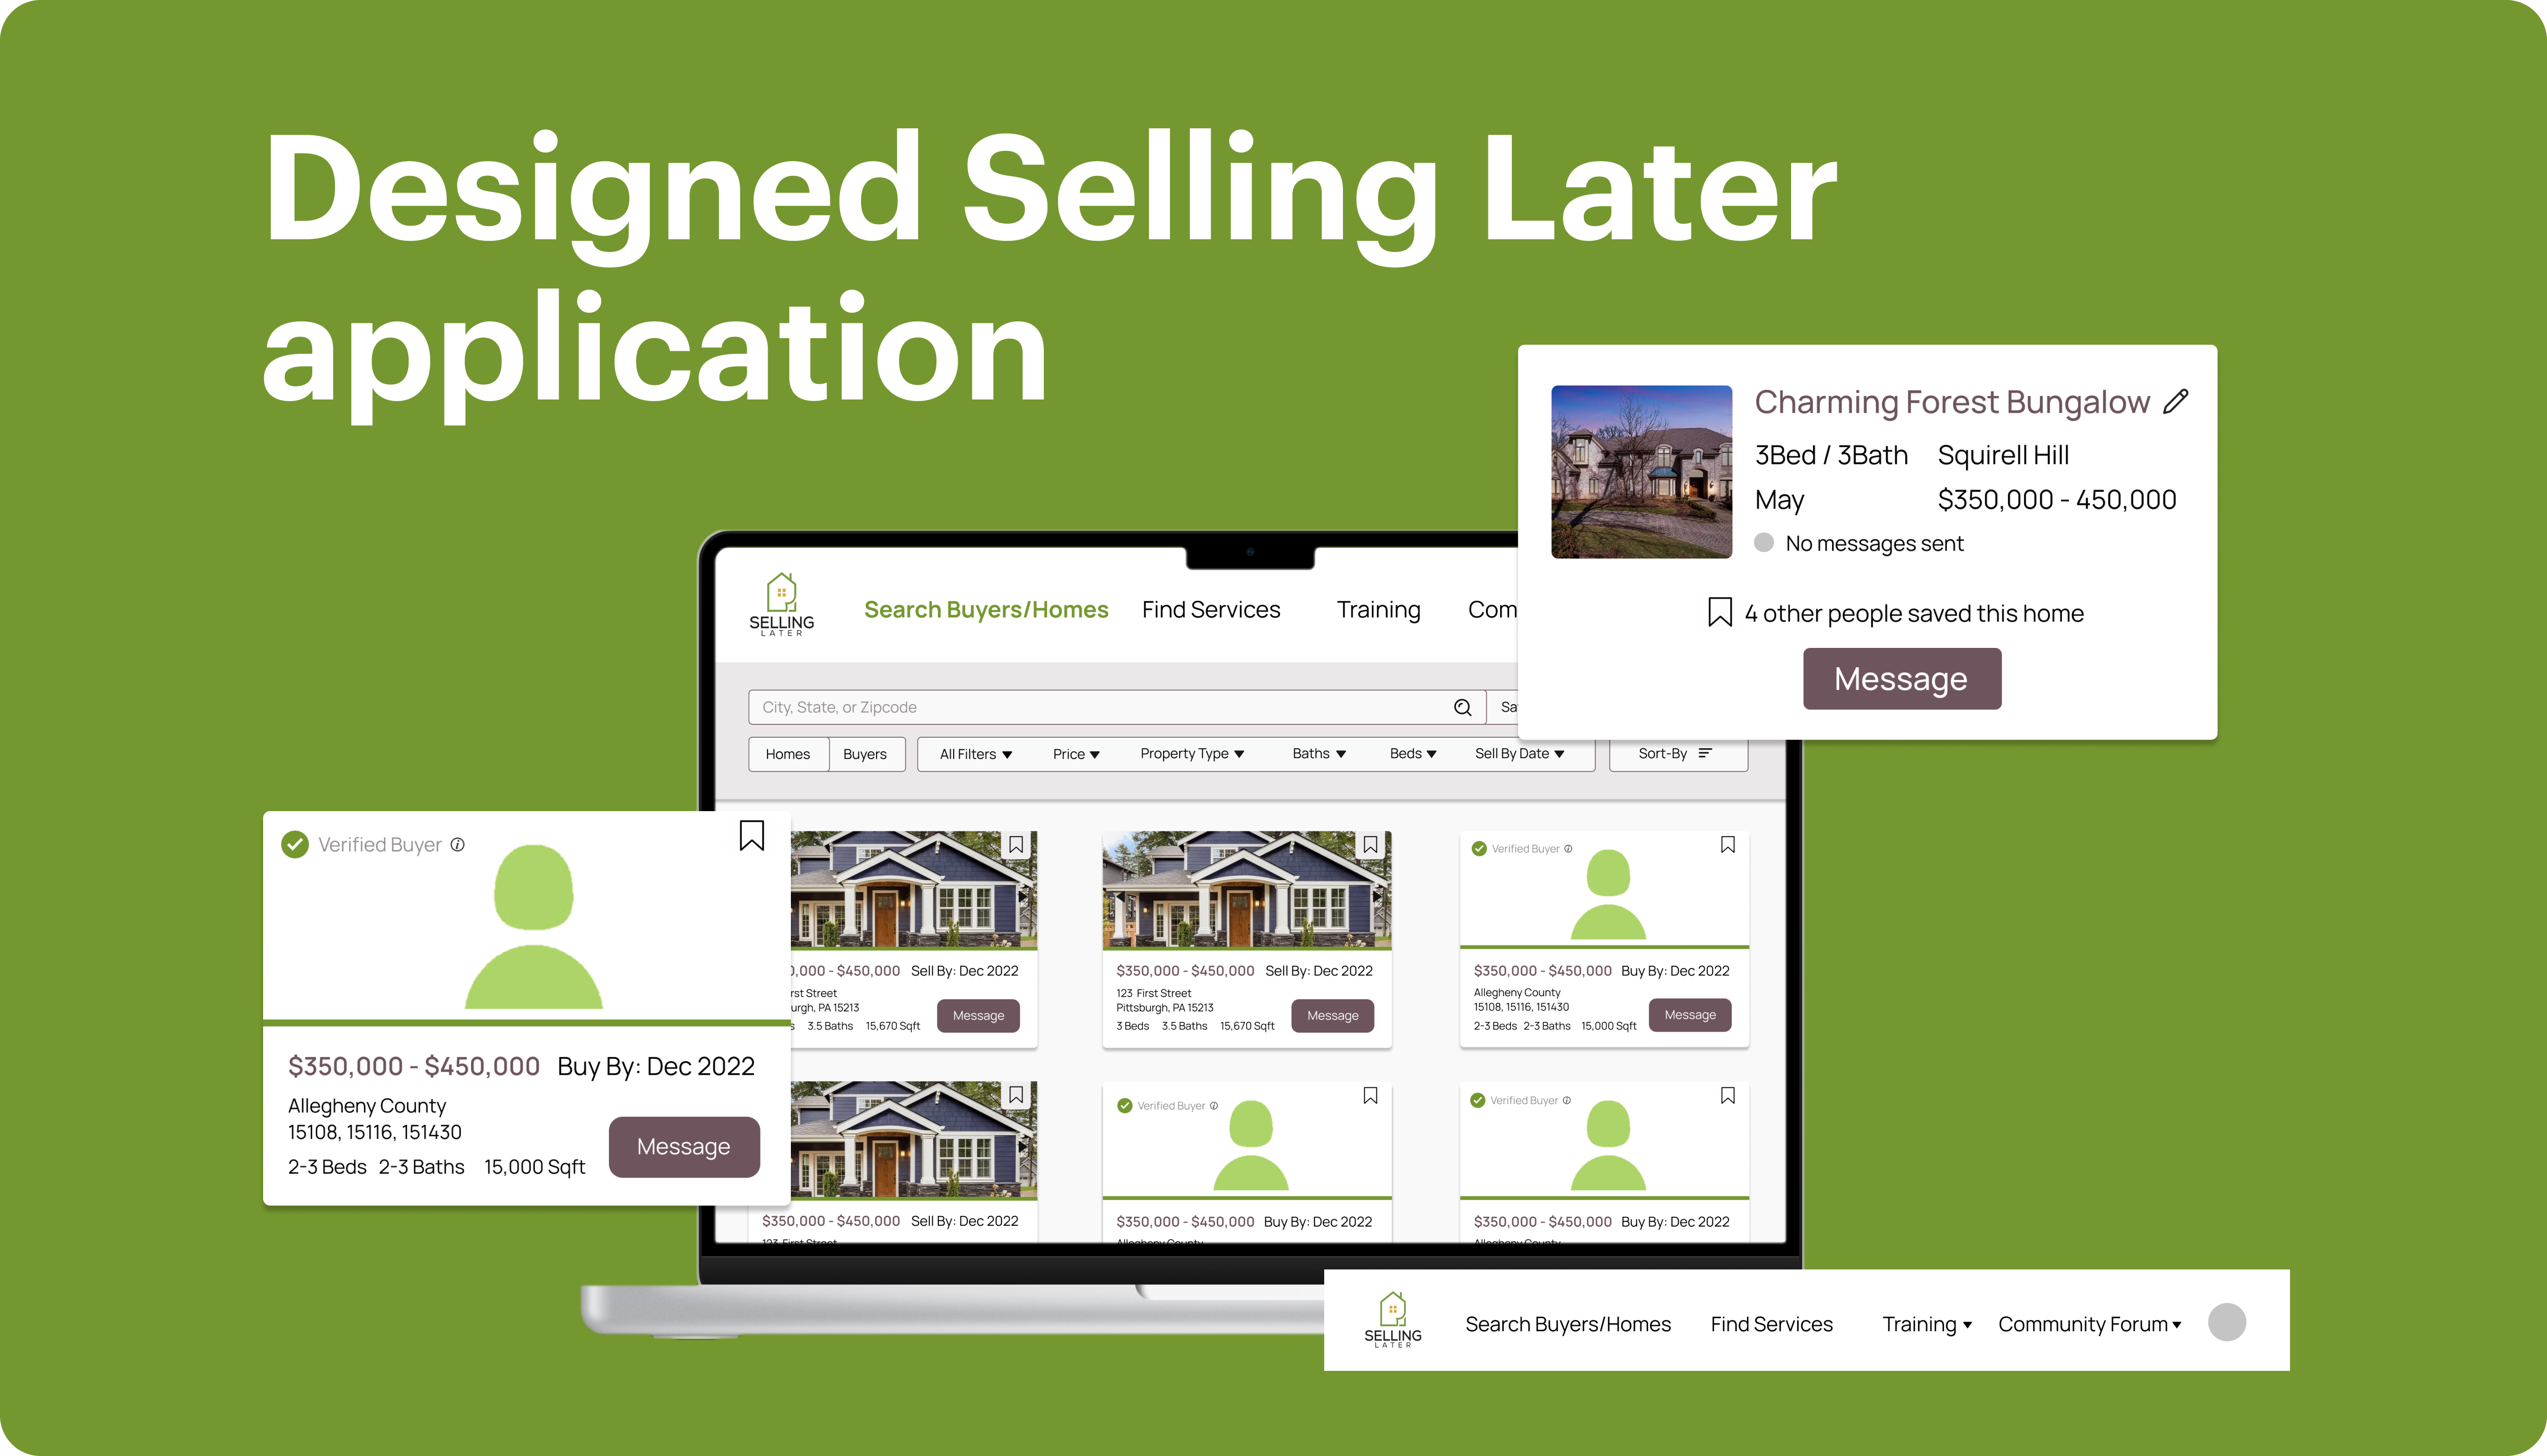 Designed Selling Later
application
Charming Forest Bungalow
3Bed / 3Bath Squirell Hill
May $350,000 - 450,000
No messages sent
4 other people saved this home
Message
SELLING
LATER
Search Buyers/Homes Find Services Training Com
City, State, or Zipcode Sa
Homes Buyers All Filters Price Property Type Baths Beds Sell By Date Sort-By
Verified Buyer
$350,000 - $450,000 Buy By: Dec 2022
Allegheny County
15108, 15116, 151430
2-3 Beds 2-3 Baths 15,000 Sqft
Message
0,000 - $450,000 Sell By: Dec 2022
rst Street
urgh, PA 15213
s 3.5 Baths 15,670 Sqft
Message
$350,000 - $450,000 Sell By: Dec 2022
123 First Street
Pittsburgh, PA 15213
3 Beds 3.5 Baths 15,670 Sqft
Message
Verified Buyer
$350,000 - $450,000 Buy By: Dec 2022
Allegheny County
15108, 15116, 151430
2-3 Beds 2-3 Baths 15,000 Sqft
Message
$350,000 - $450,000 Sell By: Dec 2022
123 First Street
Verified Buyer
$350,000 - $450,000 Buy By: Dec 2022
Allegheny County
Verified Buyer
$350,000 - $450,000 Buy By: Dec 2022
Allegheny County
SELLING
LATER
Search Buyers/Homes Find Services Training Community Forum